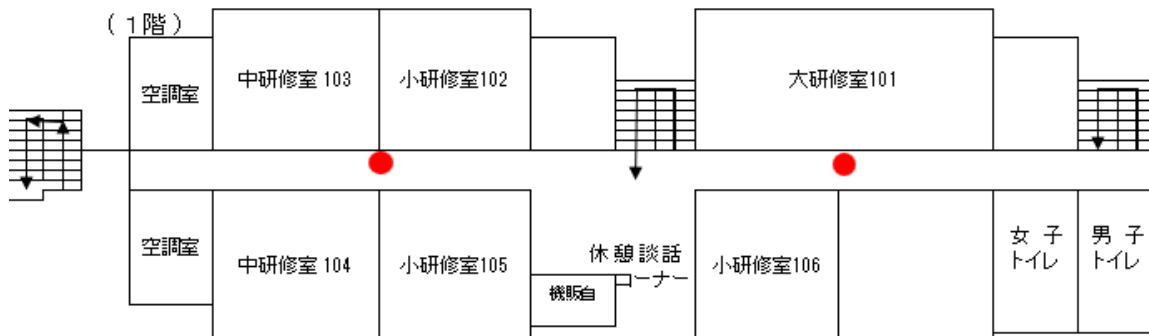 (1階)
空調室
中研修室 103
小研修室102
大研修室101
空調室
中研修室 104
小研修室105
機販自
休憩談話
コーナー
小研修室106
女子
トイレ
男子
トイレ